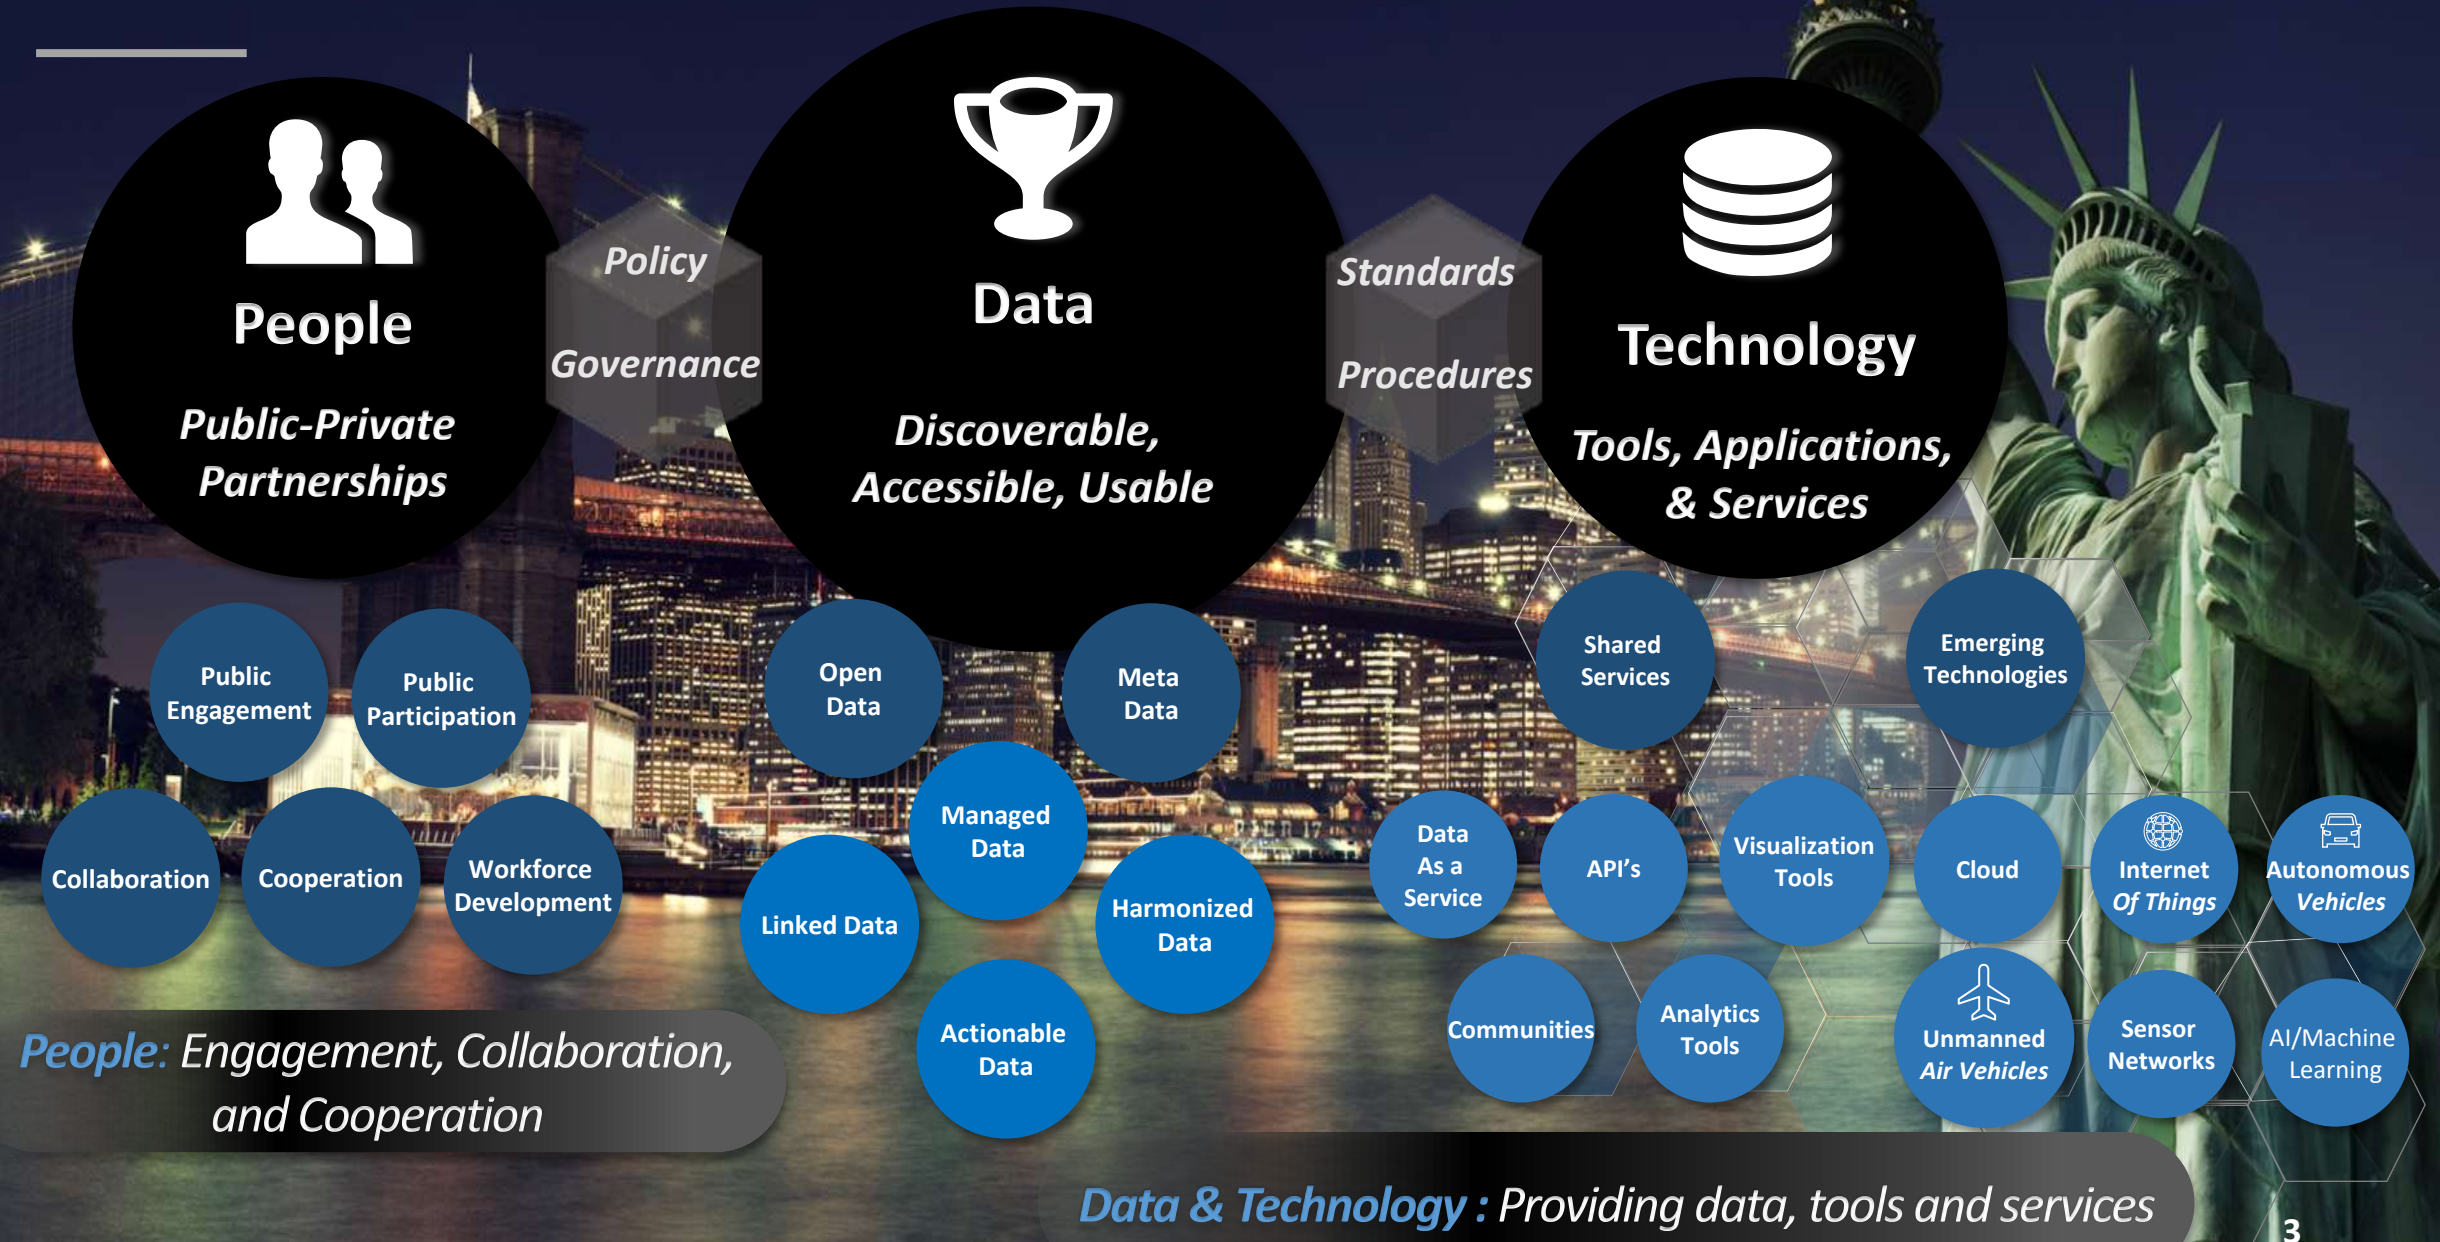 People
Public-Private
Partnerships
Policy
Governance
Data
Discoverable,
Accessible, Usable
Standards
Procedures
Technology
Tools, Applications,
& Services
Public
Engagement
Public
Participation
Collaboration
Cooperation
Workforce
Development
Open
Data
Meta
Data
Managed
Data
Linked Data
Harmonized
Data
Actionable
Data
Shared
Services
Emerging
Technologies
Data
As a
Service
API's
Visualization
Tools
Cloud
Internet
Of Things
Autonomous
Vehicles
Communities
Analytics
Tools
Unmanned
Air Vehicles
Sensor
Networks
AI/Machine
Learning
People: Engagement, Collaboration,
and Cooperation
Data & Technology : Providing data, tools and services
3
PIER 17